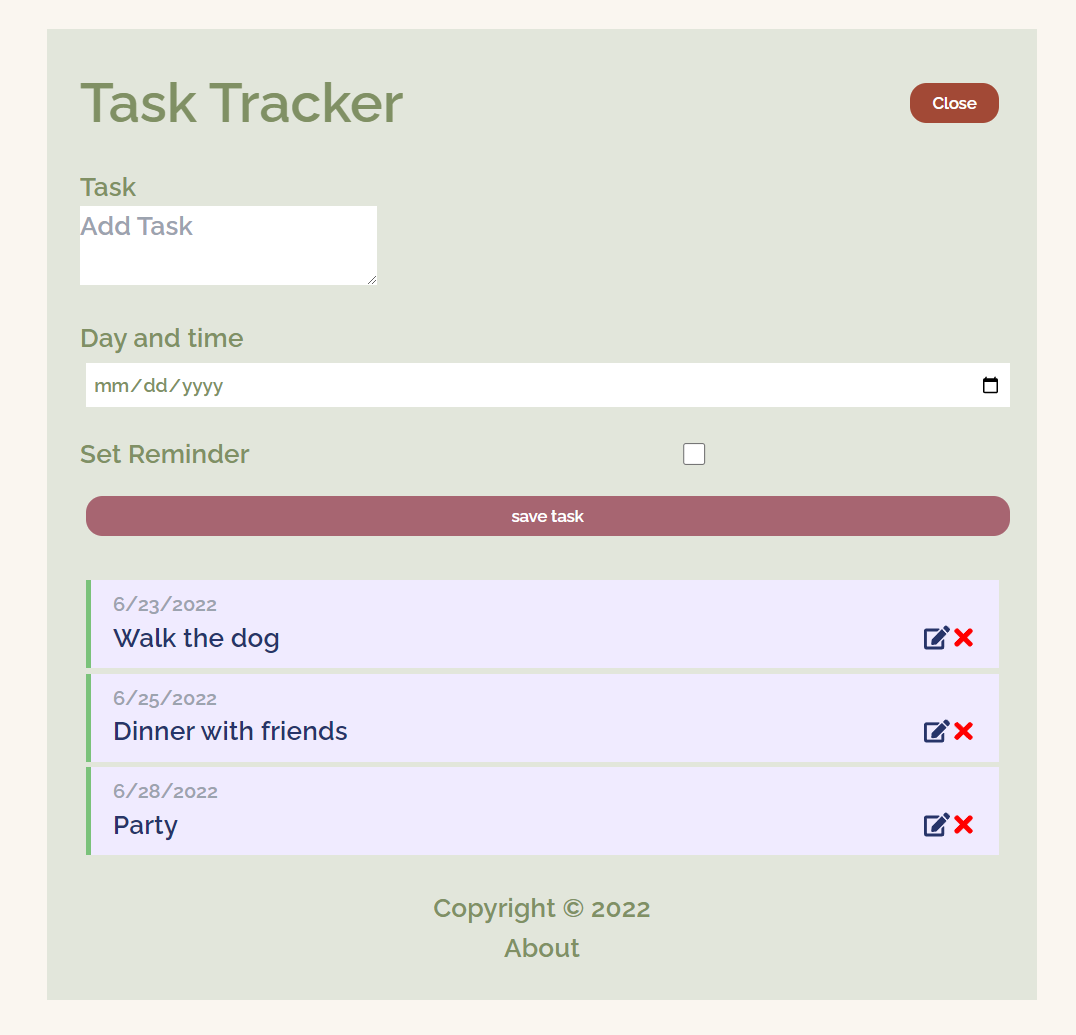 Task Tracker
Close
Task
Add Task
Day and time
mm/dd/yyyy
Set Reminder
save task
6/23/2022
Walk the dog
6/25/2022
Dinner with friends
6/28/2022
Party
Copyright © 2022
About